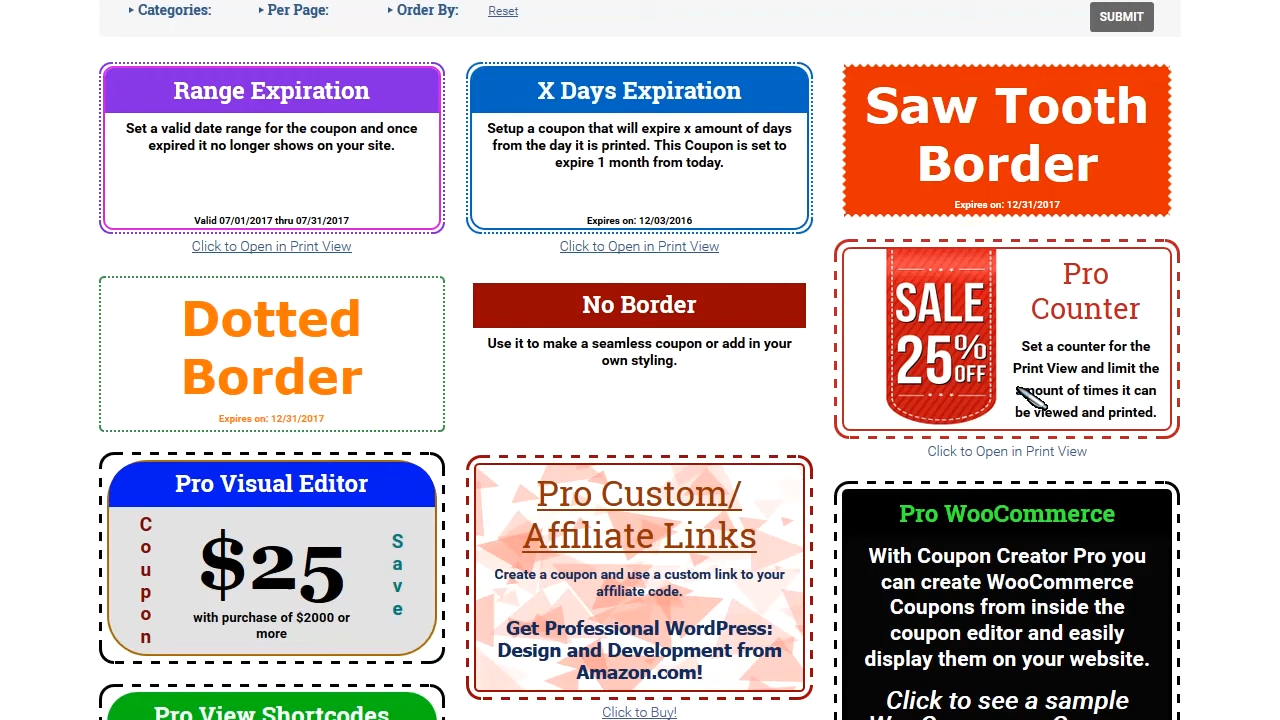 Categories:
Per Page:
Order By:
Reset
SUBMIT
Range Expiration
Set a valid date range for the coupon and once
expired it no longer shows on your site.
Valid 07/01/2017 thru 07/31/2017
Click to Open in Print View
X Days Expiration
Setup a coupon that will expire x amount of days
from the day it is printed. This Coupon is set to
expire 1 month from today.
Expires on: 12/03/2016
Click to Open in Print View
Saw Tooth
Border
Expires on: 12/31/2017
Dotted
Border
Expires on: 12/31/2017
No Border
Use it to make a seamless coupon or add in your
own styling.
SALE
25%
OFF
Pro
Counter
Set a counter for the
Print View and limit the
amount of times it can
be viewed and printed.
Click to Open in Print View
Pro Visual Editor
Coupon
$25
Save
with purchase of $2000 or
more
Pro Custom/
Affiliate Links
Create a coupon and use a custom link to your
affiliate code.
Get Professional WordPress:
Design and Development from
Amazon.com!
Click to Buy!
Pro WooCommerce
With Coupon Creator Pro you
can create WooCommerce
Coupons from inside the
coupon editor and easily
display them on your website.
Click to see a sample
Pro View Shortcodes